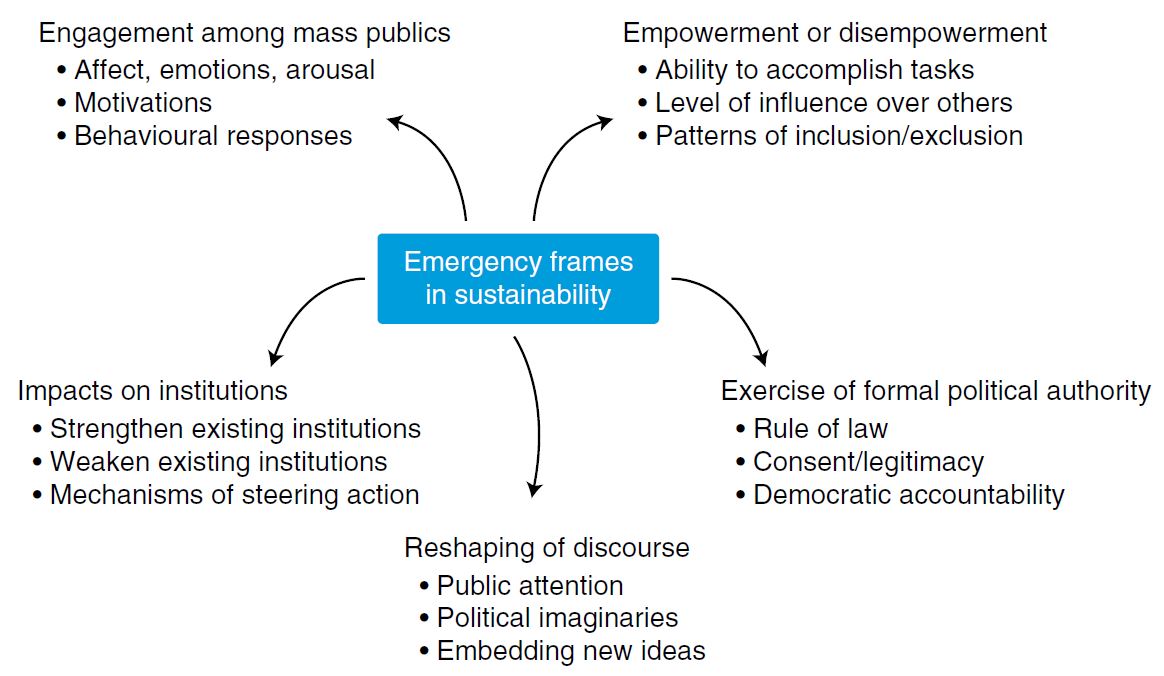 Engagement among mass publics
• Affect, emotions, arousal
• Motivations
• Behavioural responses
Empowerment or disempowerment
• Ability to accomplish tasks
• Level of influence over others
• Patterns of inclusion/exclusion
Emergency frames
in sustainability
Impacts on institutions
• Strengthen existing institutions
• Weaken existing institutions
• Mechanisms of steering action
Exercise of formal political authority
• Rule of law
• Consent/legitimacy
• Democratic accountability
Reshaping of discourse
• Public attention
• Political imaginaries
• Embedding new ideas